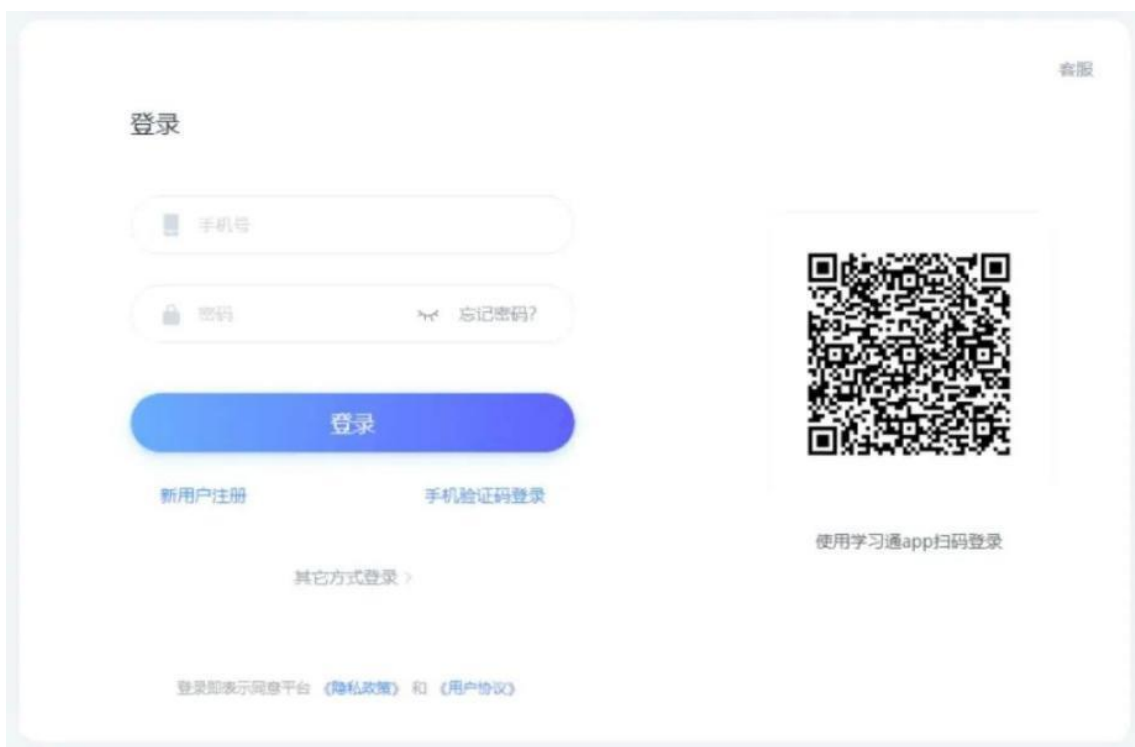 客服
登录
手机号
密码 忘记密码?
登录
新用户注册 手机验证码登录
使用学习通app扫码登录
其它方式登录 >
登录即表示同意平台 《隐私政策》 和 《用户协议》